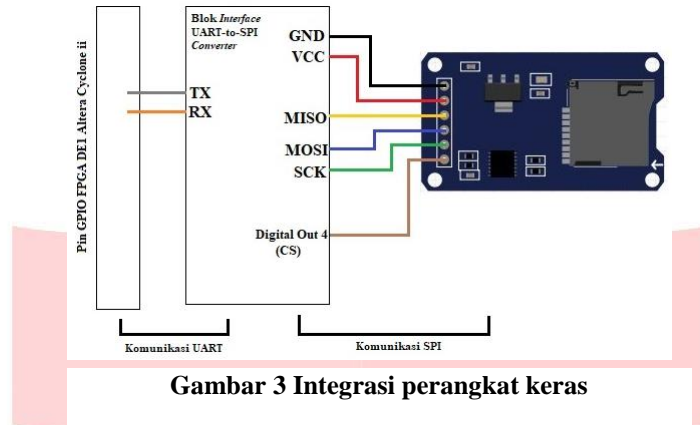 Pin GPIO FPGA DE1 Altera Cyclone ii
TX
RX
Blok Interface
UART-to-SPI
Converter
GND
VCC
MISO
MOSI
SCK
Digital Out 4
(CS)
Komunikasi UART
Komunikasi SPI
Gambar 3 Integrasi perangkat keras